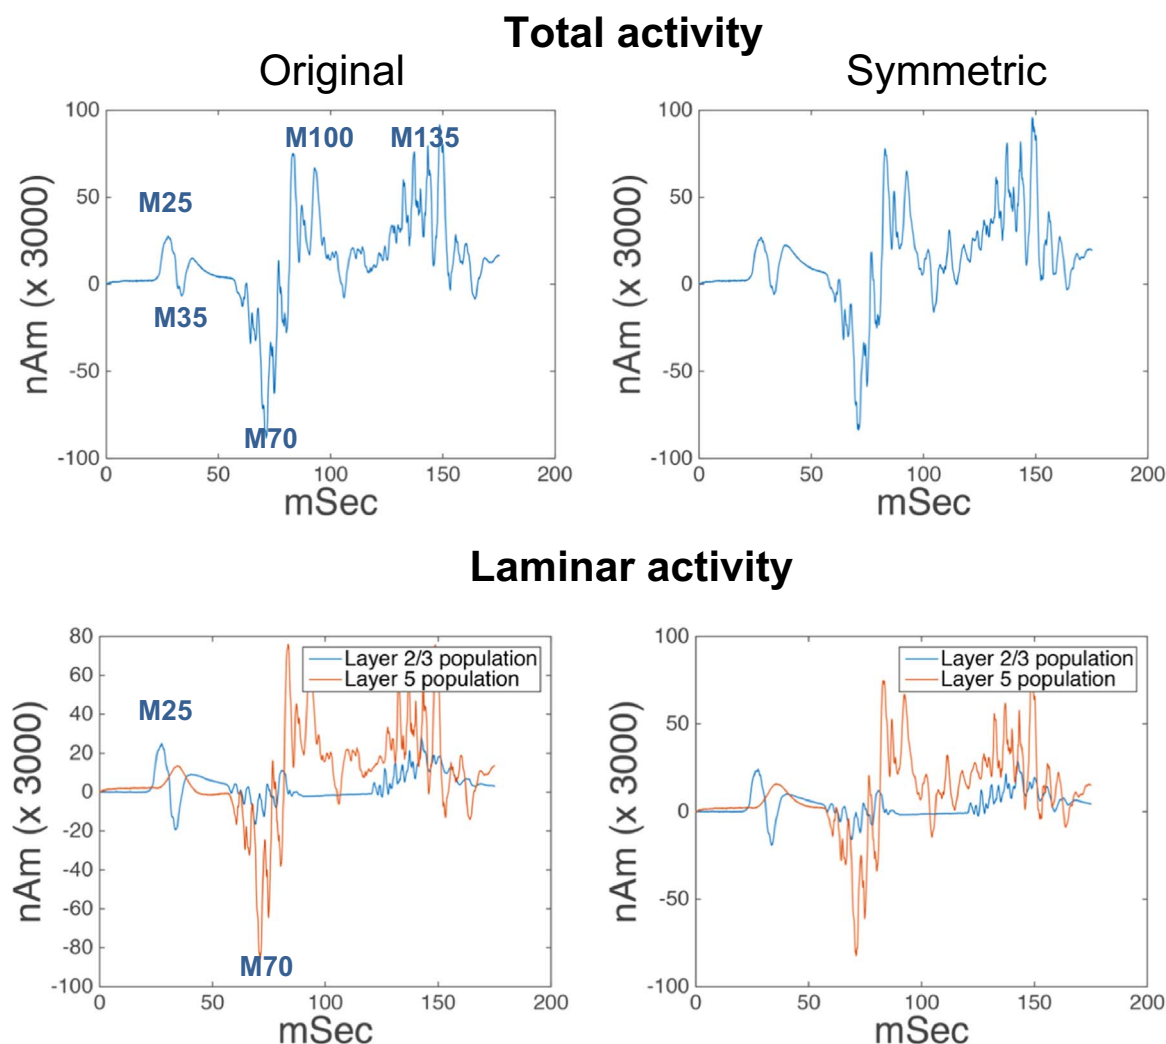 Total activity
Original
Symmetric
100
50
0
-50
-100
nAm (x 3000)
M25
M35
M70
M100
M135
0
50
100
150
200
mSec
100
50
0
-50
-100
nAm (x 3000)
0
50
100
150
200
mSec
Laminar activity
80
60
40
20
0
-20
-40
-60
-80
-100
nAm (x 3000)
Layer 2/3 population
Layer 5 population
M25
M70
0
50
100
150
200
mSec
100
50
0
-50
-100
nAm (x 3000)
Layer 2/3 population
Layer 5 population
0
50
100
150
200
mSec